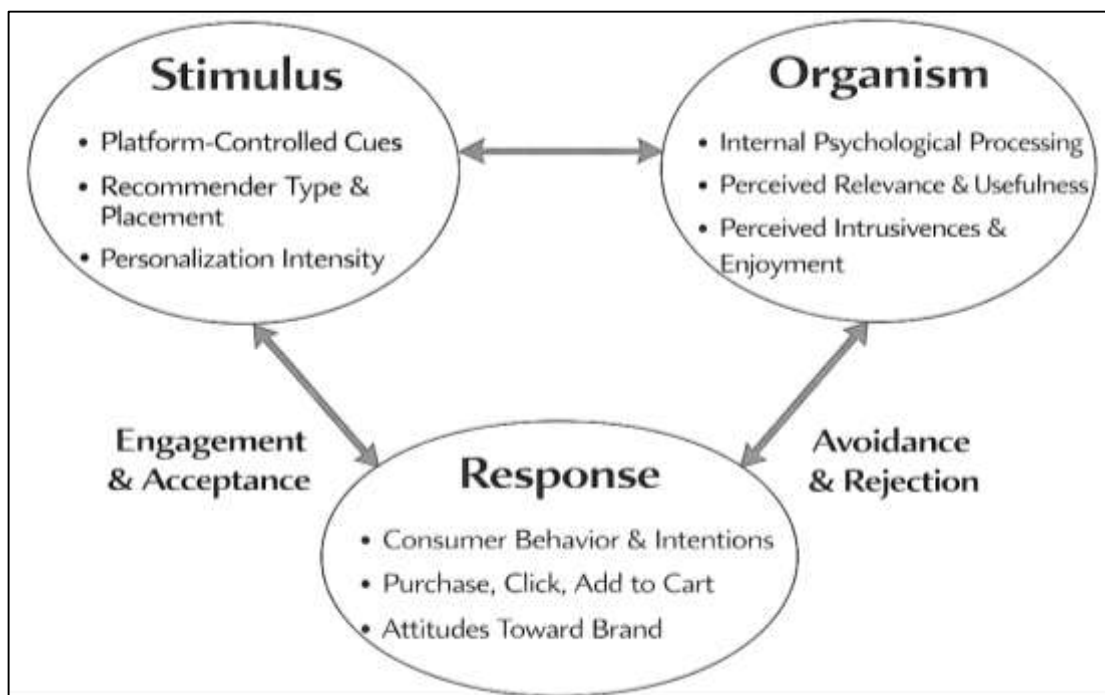 Stimulus
• Platform-Controlled Cues
• Recommender Type &
Placement
• Personalization Intensity
Organism
• Internal Psychological Processing
• Perceived Relevance & Usefulness
• Perceived Intrusivences &
Enjoyment
Engagement
& Acceptance
Avoidance
& Rejection
Response
• Consumer Behavior & Intentions
• Purchase, Click, Add to Cart
• Attitudes Toward Brand